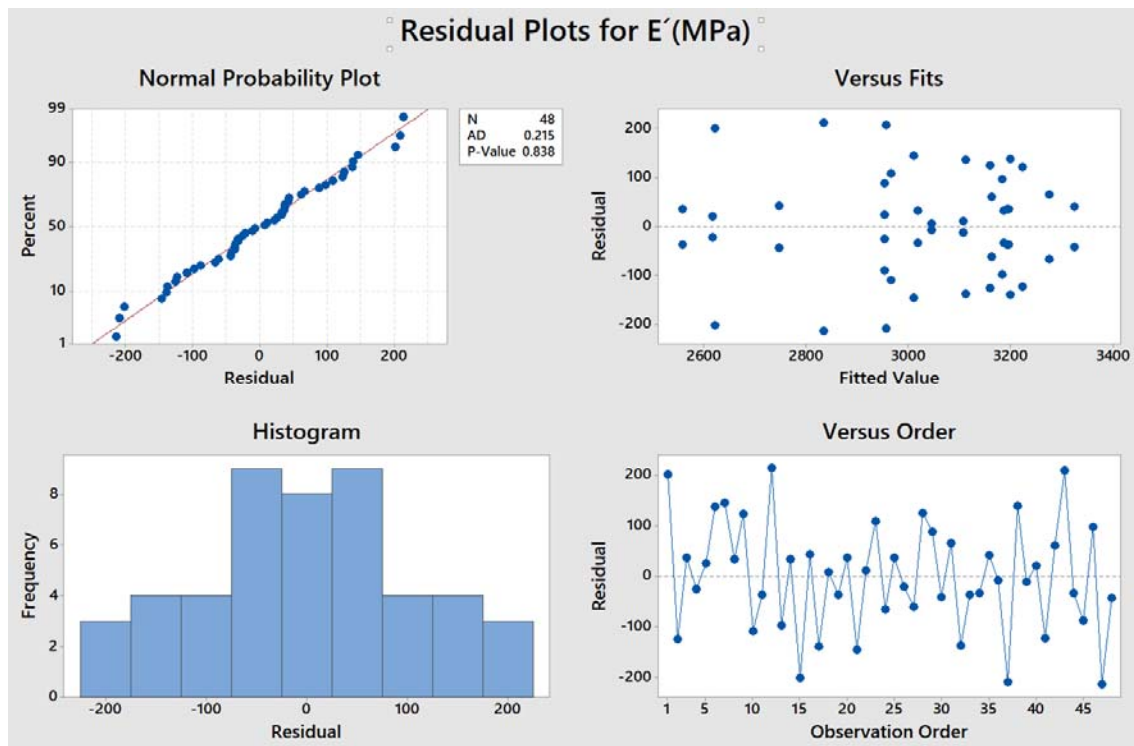 Residual Plots for E´(MPa)
Normal Probability Plot
Percent
99
90
50
10
1
-200 -100 0 100 200
Residual
N 48
AD 0.215
P-Value 0.838
Versus Fits
Residual
200
100
0
-100
-200
2600 2800 3000 3200 3400
Fitted Value
Histogram
Frequency
8
6
4
2
0
-200 -100 0 100 200
Residual
Versus Order
Residual
200
100
0
-100
-200
1 5 10 15 20 25 30 35 40 45
Observation Order